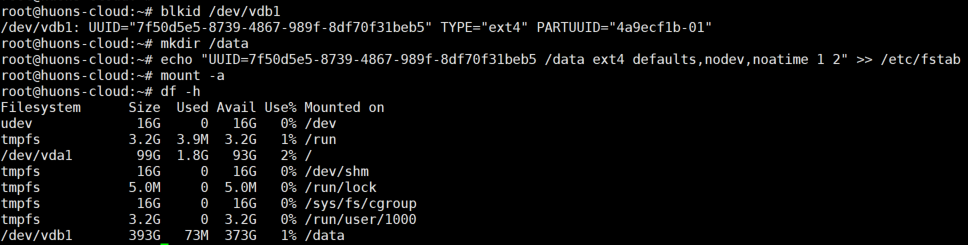 root@huons-cloud:~# blkid /dev/vdb1
/dev/vdb1: UUID="7f50d5e5-8739-4867-989f-8df70f31beb5" TYPE="ext4" PARTUUID="4a9ecf1b-01"
root@huons-cloud:~# mkdir /data
root@huons-cloud:~# echo "UUID=7f50d5e5-8739-4867-989f-8df70f31beb5 /data ext4 defaults,nodev,noatime 1 2" >> /etc/fstab
root@huons-cloud:~# mount -a
root@huons-cloud:~# df -h
Filesystem      Size  Used Avail Use% Mounted on
udev             16G     0   16G   0% /dev
tmpfs           3.2G  3.9M  3.2G   1% /run
/dev/vda1        99G  1.8G   93G   2% /
tmpfs            16G     0   16G   0% /dev/shm
tmpfs           5.0M     0  5.0M   0% /run/lock
tmpfs            16G     0   16G   0% /sys/fs/cgroup
tmpfs           3.2G     0  3.2G   0% /run/user/1000
/dev/vdb1       393G   73M  373G   1% /data